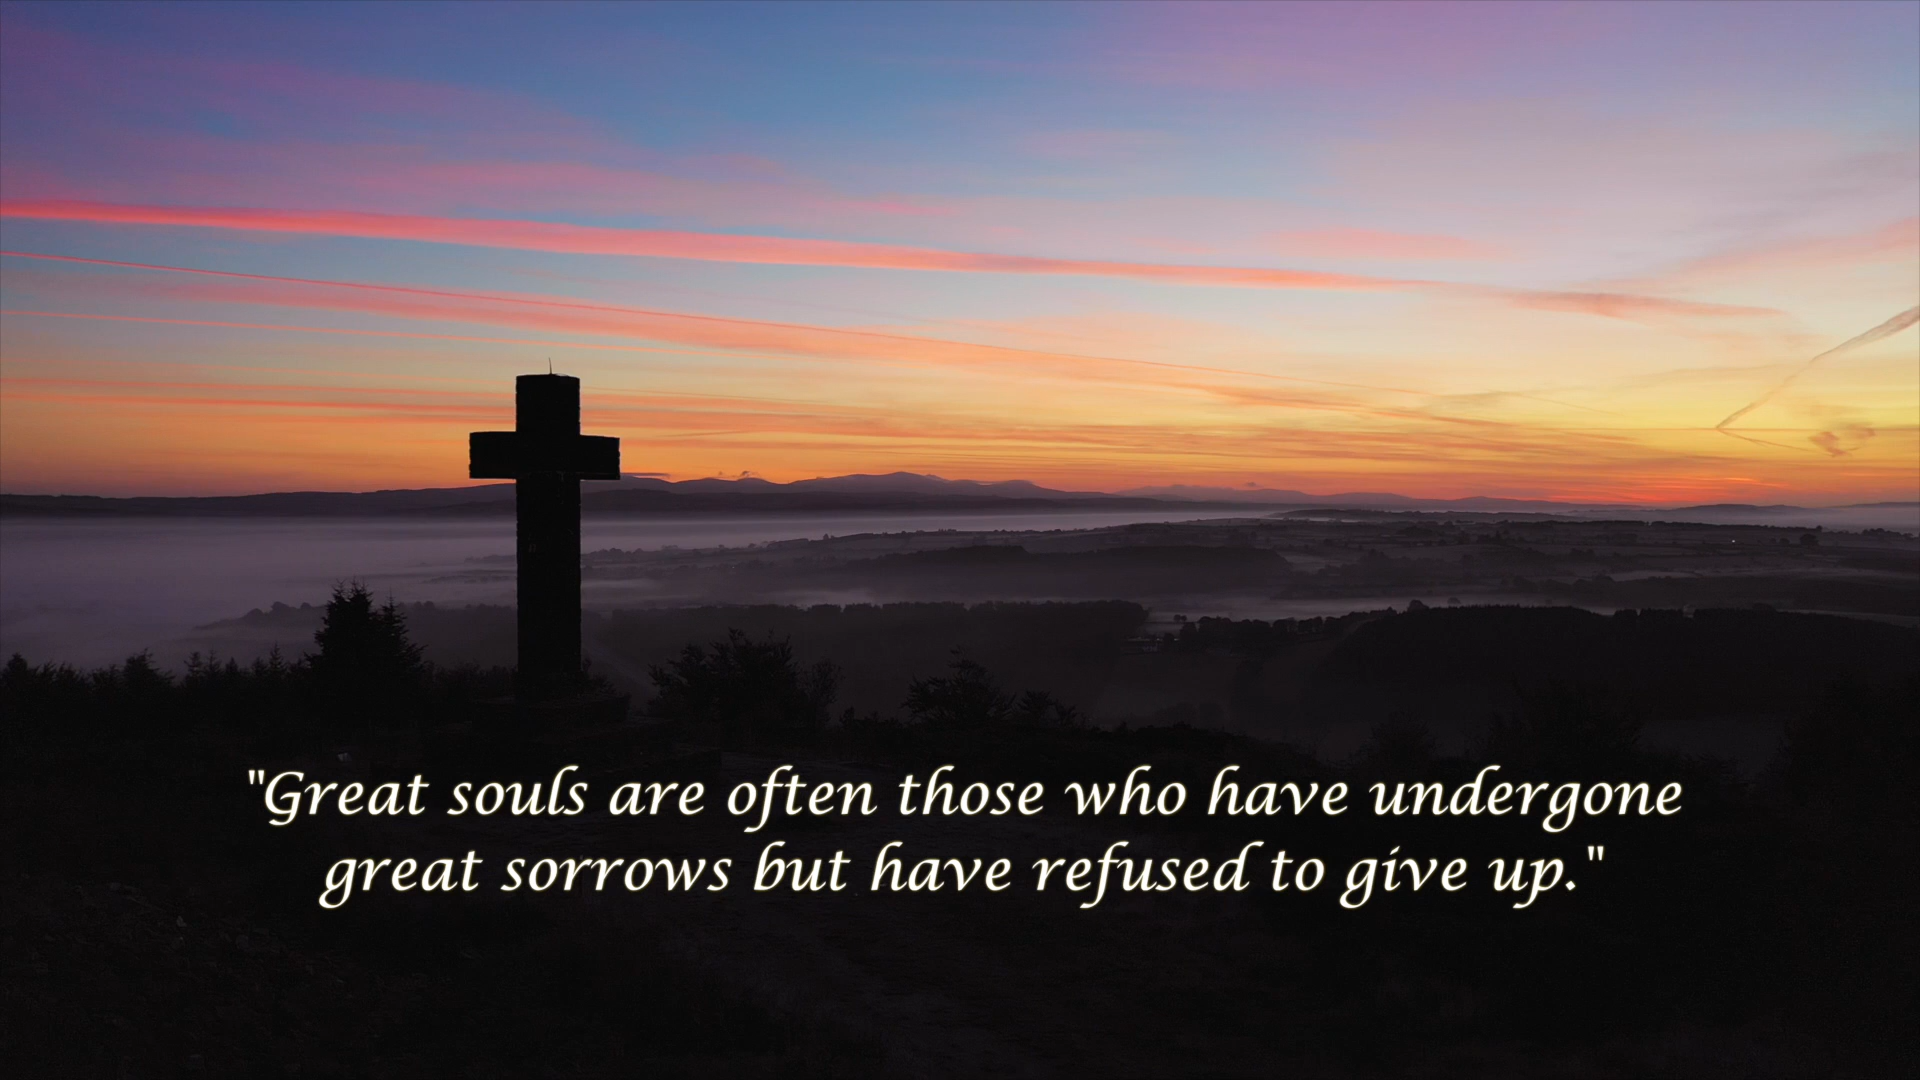 "Great souls are often those who have undergone
great sorrows but have refused to give up."